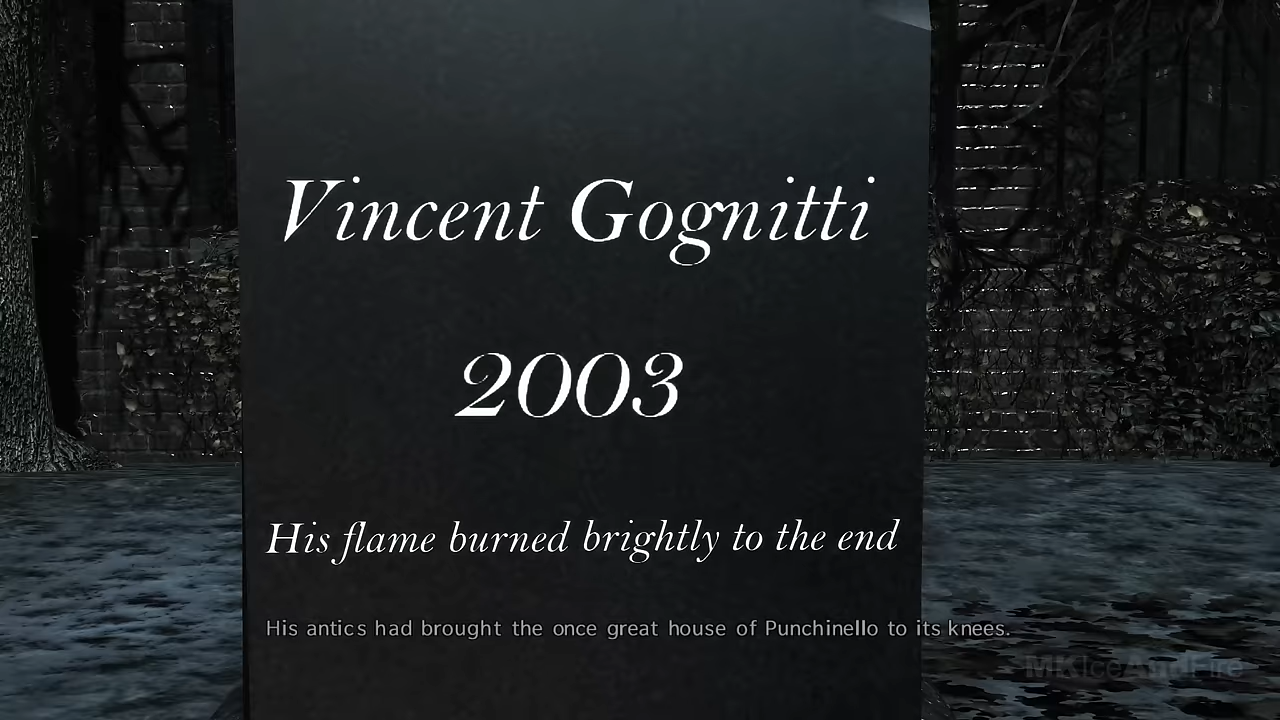 Vincent Gognitti
2003
His flame burned brightly to the end
His antics had brought the once great house of Punchinello to its knees.
MKIceAndFire